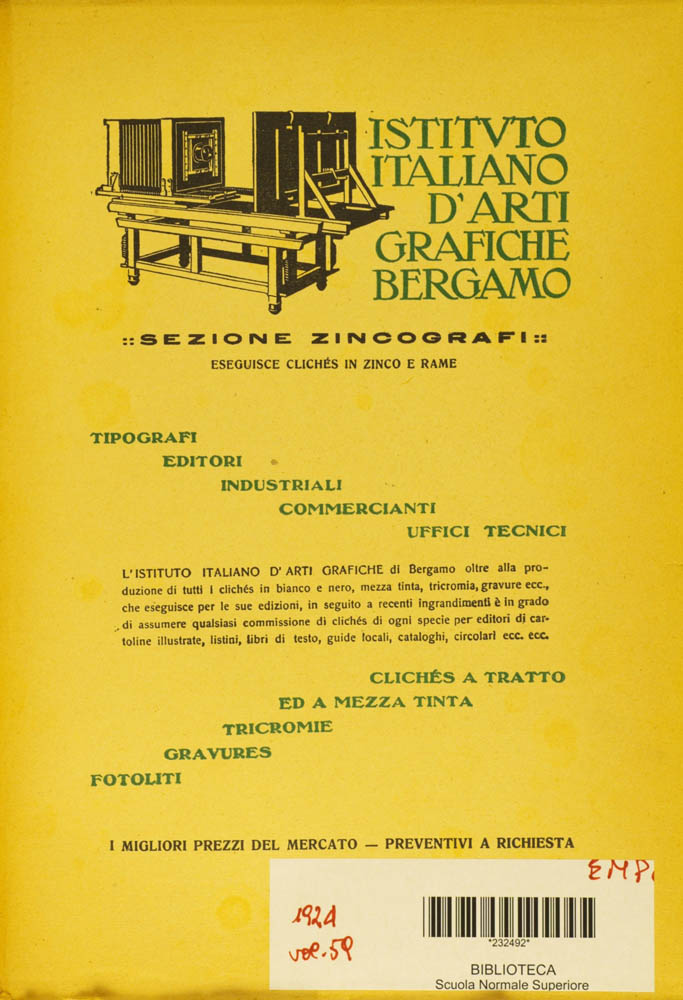 ISTITVTO
ITALIANO
D'ARTI
GRAFICHE
BERGAMO
::SEZIONE ZINCOGRAFI::
ESEGUISCE CLICHÉS IN ZINCO E RAME
TIPOGRAFI
EDITORI
INDUSTRIALI
COMMERCIANTI
UFFICI TECNICI
L'ISTITUTO ITALIANO D'ARTI GRAFICHE di Bergamo oltre alla pro-
duzione di tutti i clichés in bianco e nero, mezza tinta, tricromia, gravure ecc.,
che eseguisce per le sue edizioni, in seguito a recenti ingrandimenti è in grado
di assumere qualsiasi commissione di clichés di ogni specie per editori di car-
toline illustrate, listini, libri di testo, guide locali, cataloghi, circolari ecc. ecc.
CLICHÉS A TRATTO
ED A MEZZA TINTA
TRICROMIE
GRAVURES
FOTOLITI
I MIGLIORI PREZZI DEL MERCATO — PREVENTIVI A RICHIESTA
1924
vol. 59
*232492*
BIBLIOTECA
Scuola Normale Superiore